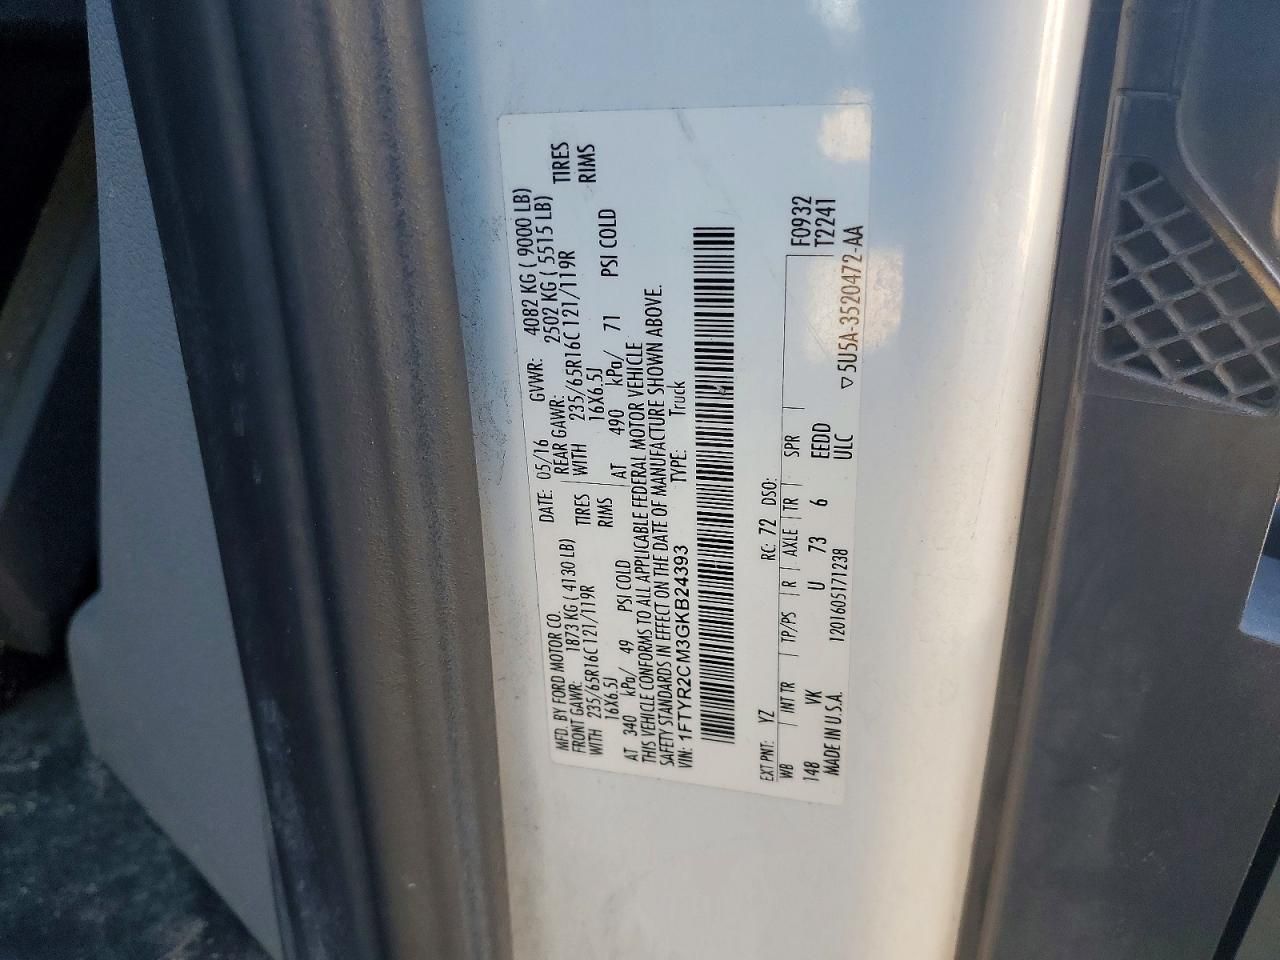 MFD. BY FORD MOTOR CO. DATE: 05/16 GVWR: 4082 KG ( 9000 LB)
FRONT GAWR: 1873 KG ( 4130 LB) REAR GAWR: 2502 KG ( 5515 LB)
WITH 235/65R16C 121/119R TIRES WITH 235/65R16C 121/119R TIRES
16X6.5J RIMS 16X6.5J RIMS
AT 340 kPa/ 49 PSI COLD AT 490 kPa/ 71 PSI COLD
THIS VEHICLE CONFORMS TO ALL APPLICABLE FEDERAL MOTOR VEHICLE
SAFETY STANDARDS IN EFFECT ON THE DATE OF MANUFACTURE SHOWN ABOVE.
VIN: 1FTYR2CM3GKB24393 TYPE: Truck
EXT PNT: YZ RC: 72 DSO: F0932
WB INT TR TP/PS R AXLE TR SPR T2241
148 VK U 73 6 EEDD
MADE IN U.S.A. 1201605171238 ULC ▽5U5A-3520472-AA